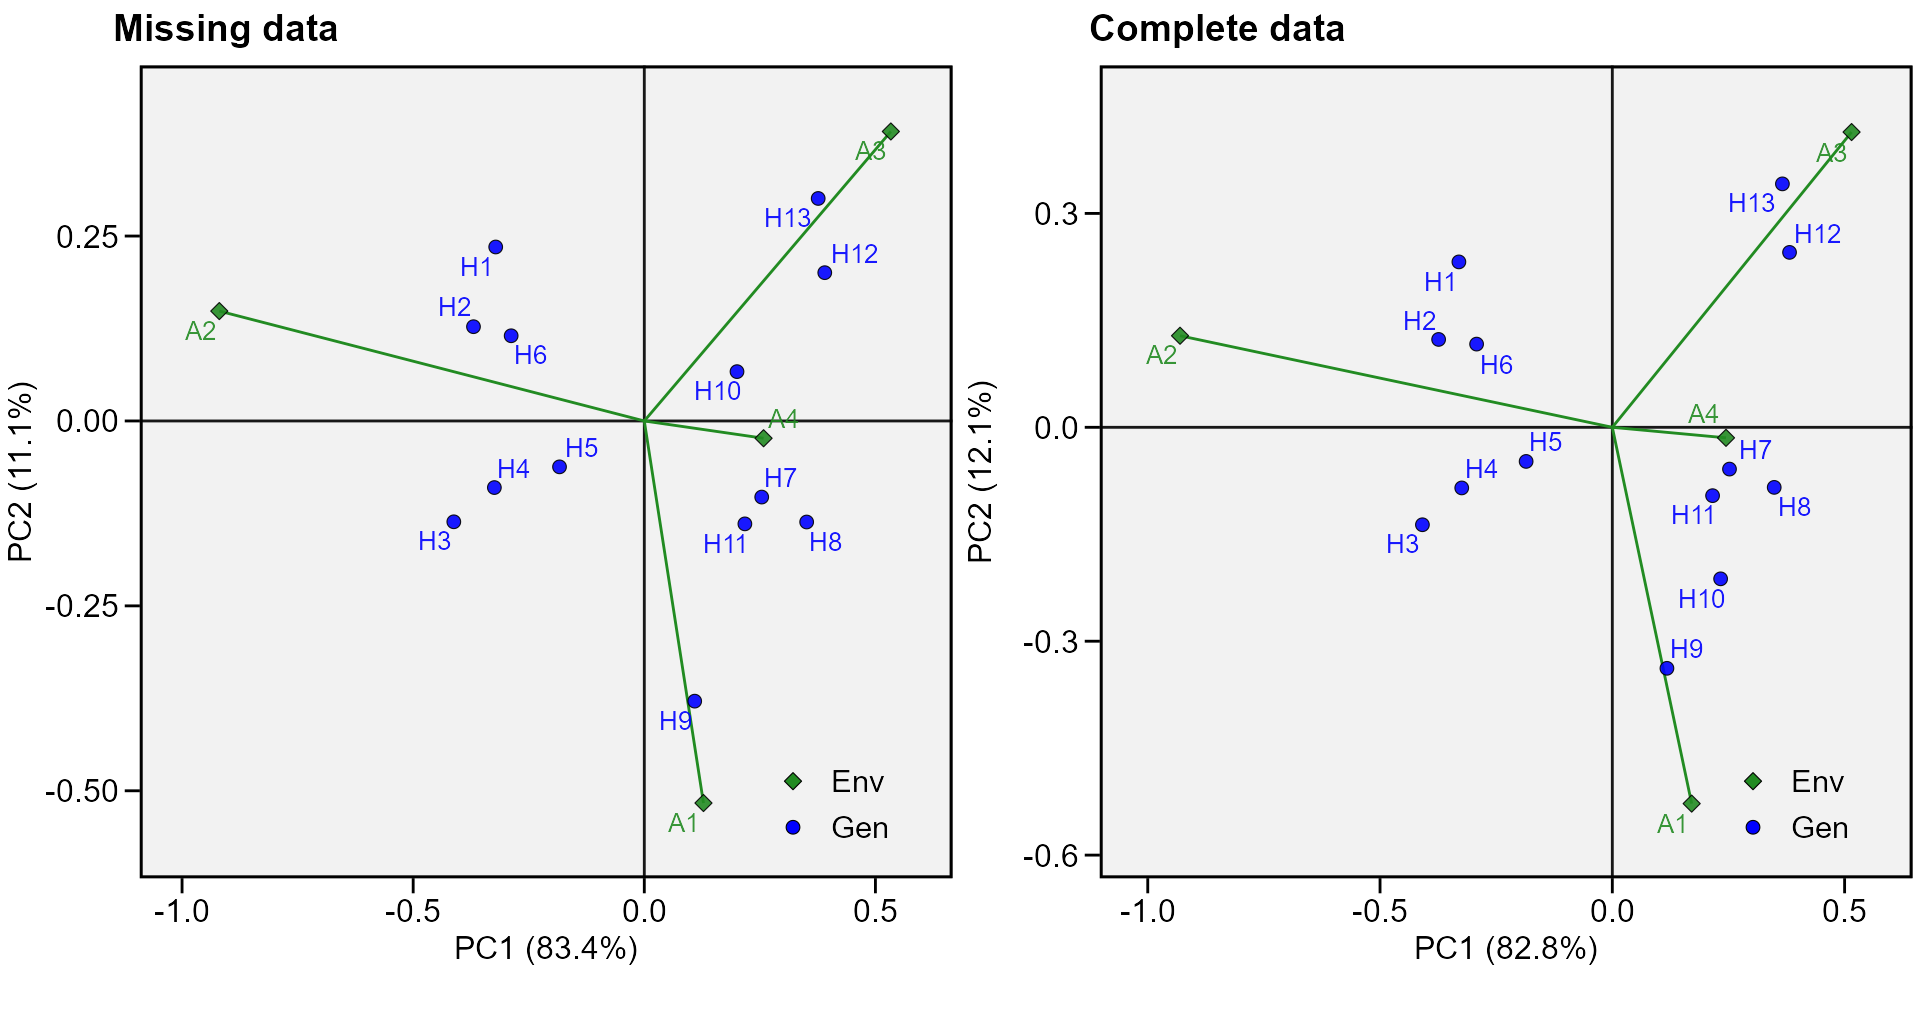 Missing data
A3
H13
H12
H1
H2
H6
A2
H10
A4
H5
H4
H7
H3
H11
H8
H9
A1
Env
Gen
0.25
0.00
-0.25
-0.50
-1.0
-0.5
0.0
0.5
PC1 (83.4%)
PC2 (11.1%)
Complete data
A3
H13
H12
H1
H2
H6
A2
A4
H5
H7
H4
H8
H11
H3
H10
H9
A1
Env
Gen
0.3
0.0
-0.3
-0.6
-1.0
-0.5
0.0
0.5
PC1 (82.8%)
PC2 (12.1%)